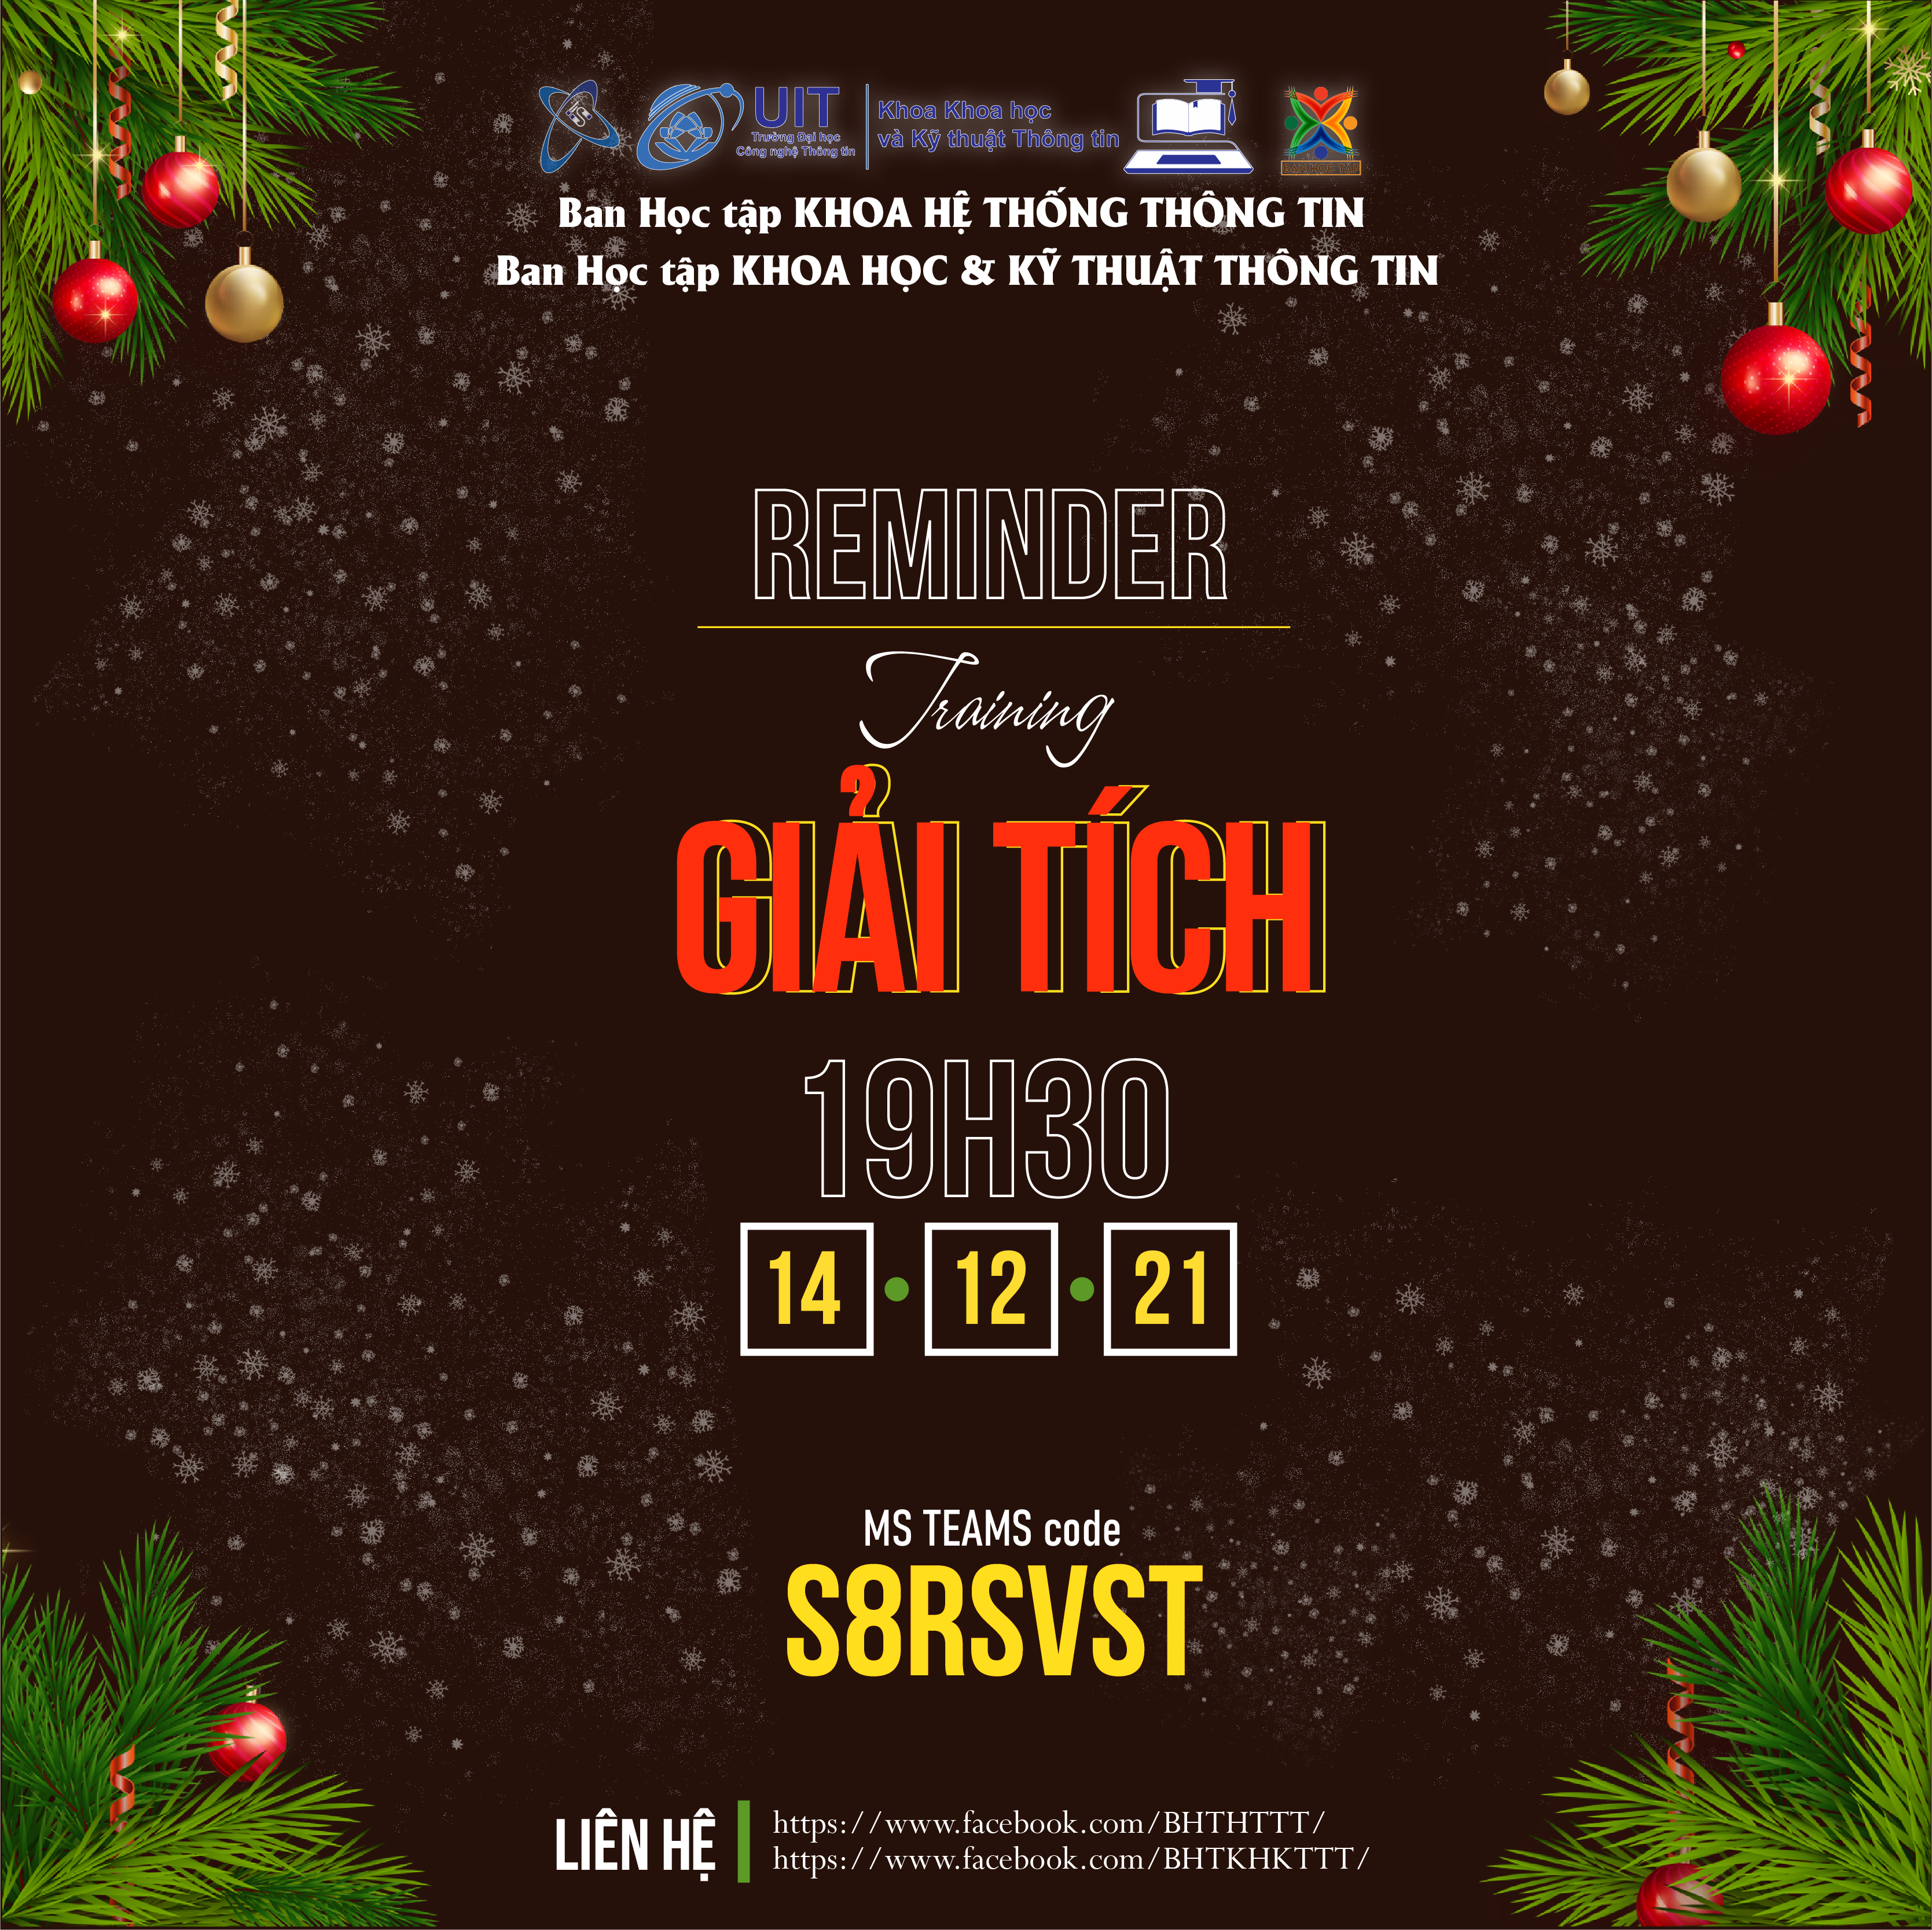 UIT
Trường Đại học
Công nghệ Thông tin
Khoa Khoa học
và Kỹ thuật Thông tin
Ban Học tập KHOA HỆ THỐNG THÔNG TIN
Ban Học tập KHOA HỌC & KỸ THUẬT THÔNG TIN
REMINDER
Training
GIẢI TÍCH
19H30
14 • 12 • 21
MS TEAMS code
S8RSVST
LIÊN HỆ
https://www.facebook.com/BHTHTTT/
https://www.facebook.com/BHTKHKTTT/